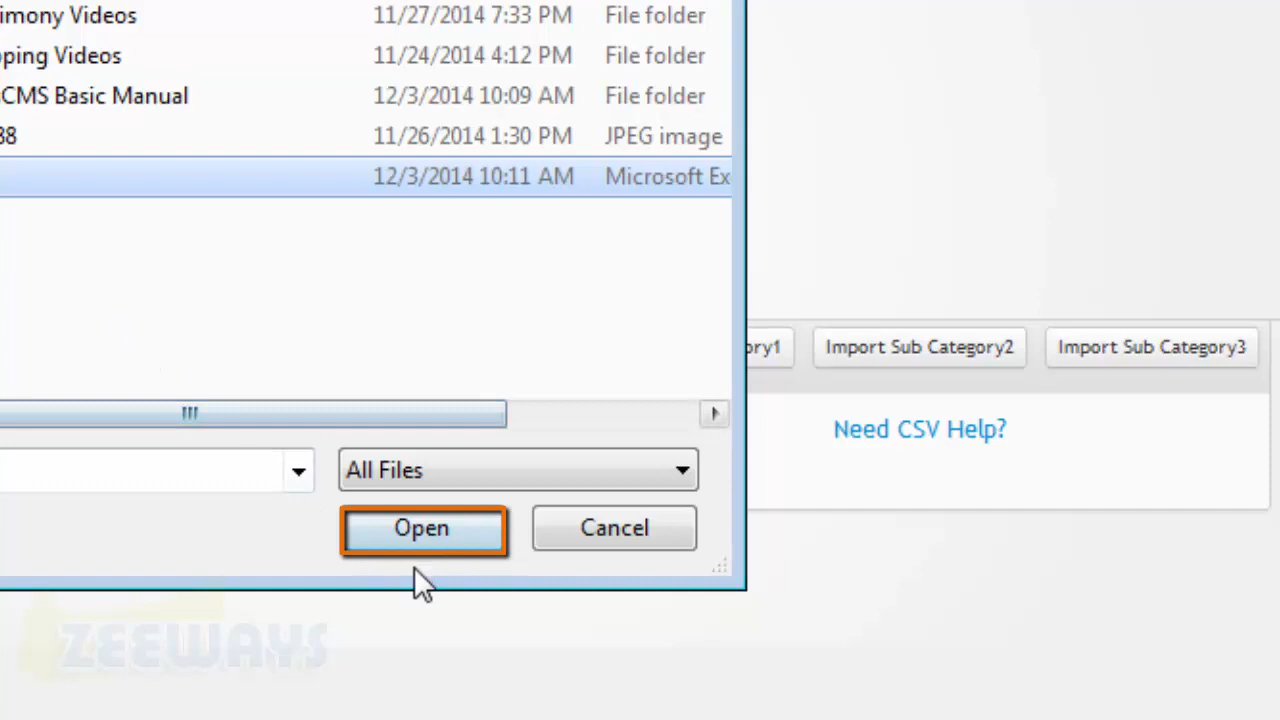 imony Videos 11/27/2014 7:33 PM File folder
ping Videos 11/24/2014 4:12 PM File folder
CMS Basic Manual 12/3/2014 10:09 AM File folder
38 11/26/2014 1:30 PM JPEG image
12/3/2014 10:11 AM Microsoft Ex
ory1 Import Sub Category2 Import Sub Category3
Need CSV Help?
All Files
Open Cancel
ZEEWAYS